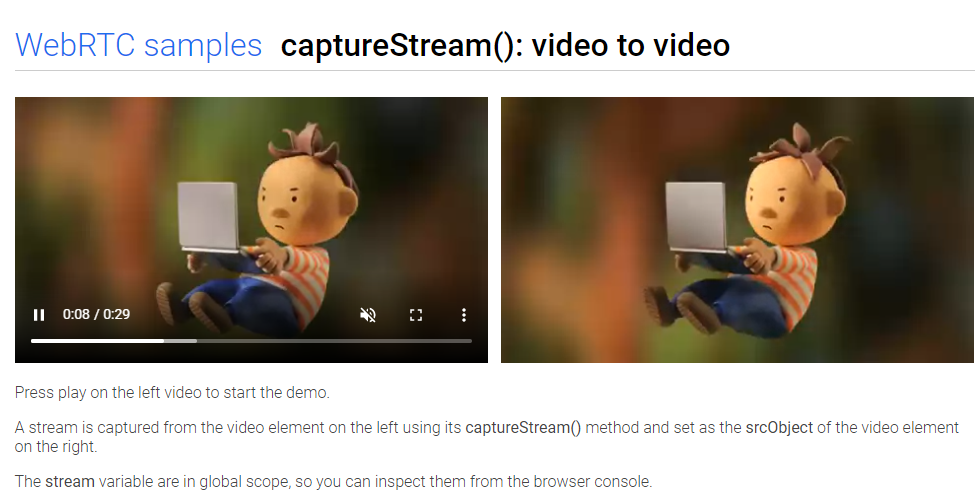 WebRTC samples captureStream(): video to video
0:08 / 0:29
Press play on the left video to start the demo.
A stream is captured from the video element on the left using its captureStream() method and set as the srcObject of the video element
on the right.
The stream variable are in global scope, so you can inspect them from the browser console.